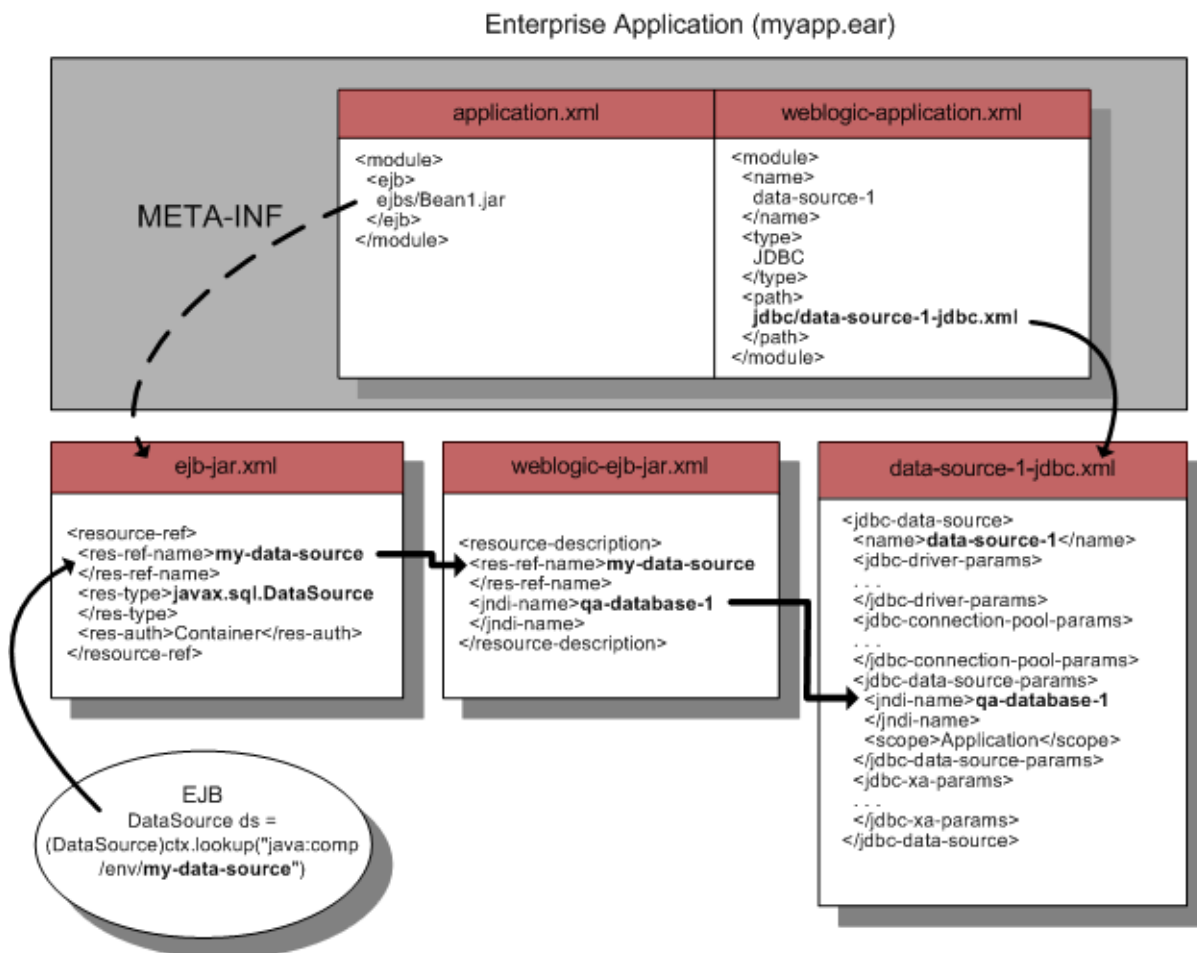 Enterprise Application (myapp.ear)
META-INF
application.xml
<module>
<ejb>
ejbs/Bean1.jar
</ejb>
</module>
weblogic-application.xml
<module>
<name>
data-source-1
</name>
<type>
JDBC
</type>
<path>
jdbc/data-source-1-jdbc.xml
</path>
</module>
ejb-jar.xml
<resource-ref>
<res-ref-name>my-data-source
</res-ref-name>
<res-type>javax.sql.DataSource
</res-type>
<res-auth>Container</res-auth>
</resource-ref>
weblogic-ejb-jar.xml
<resource-description>
<res-ref-name>my-data-source
</res-ref-name>
<jndi-name>qa-database-1
</jndi-name>
</resource-description>
data-source-1-jdbc.xml
<jdbc-data-source>
<name>data-source-1</name>
<jdbc-driver-params>
. . .
</jdbc-driver-params>
<jdbc-connection-pool-params>
. . .
</jdbc-connection-pool-params>
<jdbc-data-source-params>
<jndi-name>qa-database-1
</jndi-name>
<scope>Application</scope>
</jdbc-data-source-params>
<jdbc-xa-params>
. . .
</jdbc-xa-params>
</jdbc-data-source>
EJB
DataSource ds =
(DataSource)ctx.lookup("java:comp
/env/my-data-source")